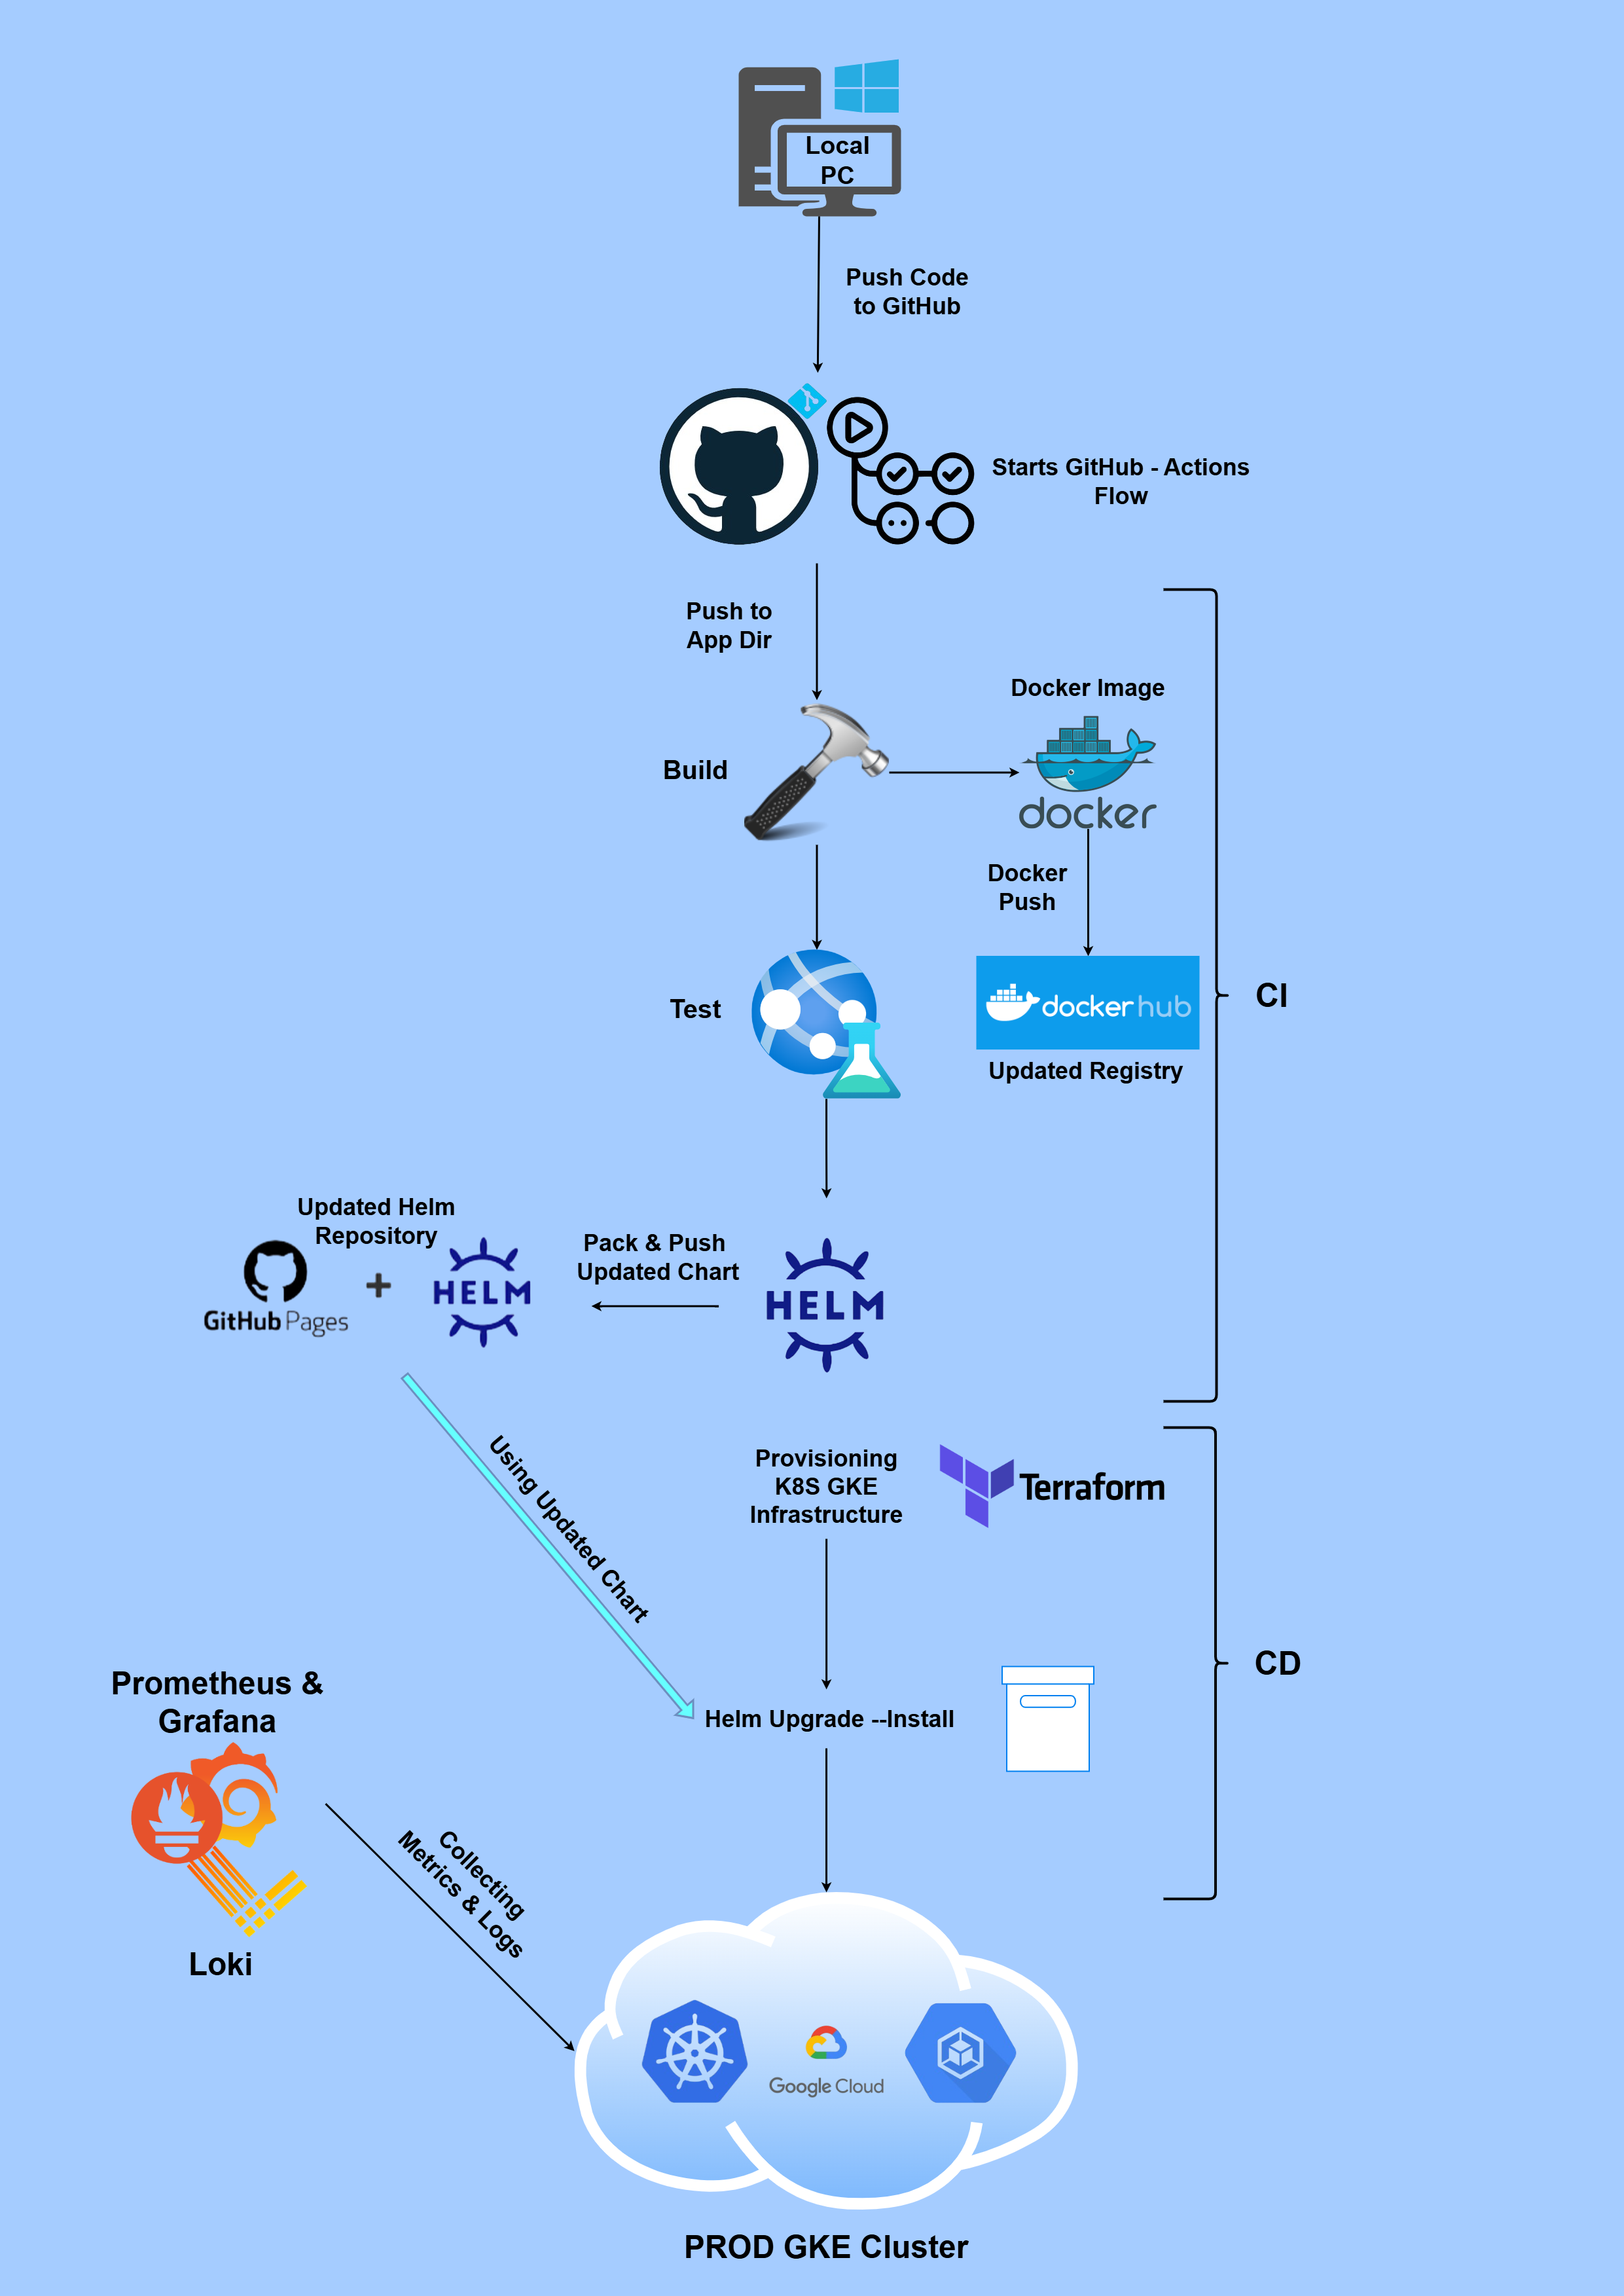 Local
PC
Push Code
to GitHub
Starts GitHub - Actions
Flow
Push to
App Dir
Docker Image
Build
docker
Docker
Push
dockerhub
Updated Registry
Test
CI
Updated Helm
Repository
GitHub Pages
+
HELM
Pack & Push
Updated Chart
HELM
Using Updated Chart
Provisioning
K8S GKE
Infrastructure
Terraform
CD
Helm Upgrade --Install
Prometheus &
Grafana
Loki
Collecting
Metrics & Logs
Google Cloud
PROD GKE Cluster